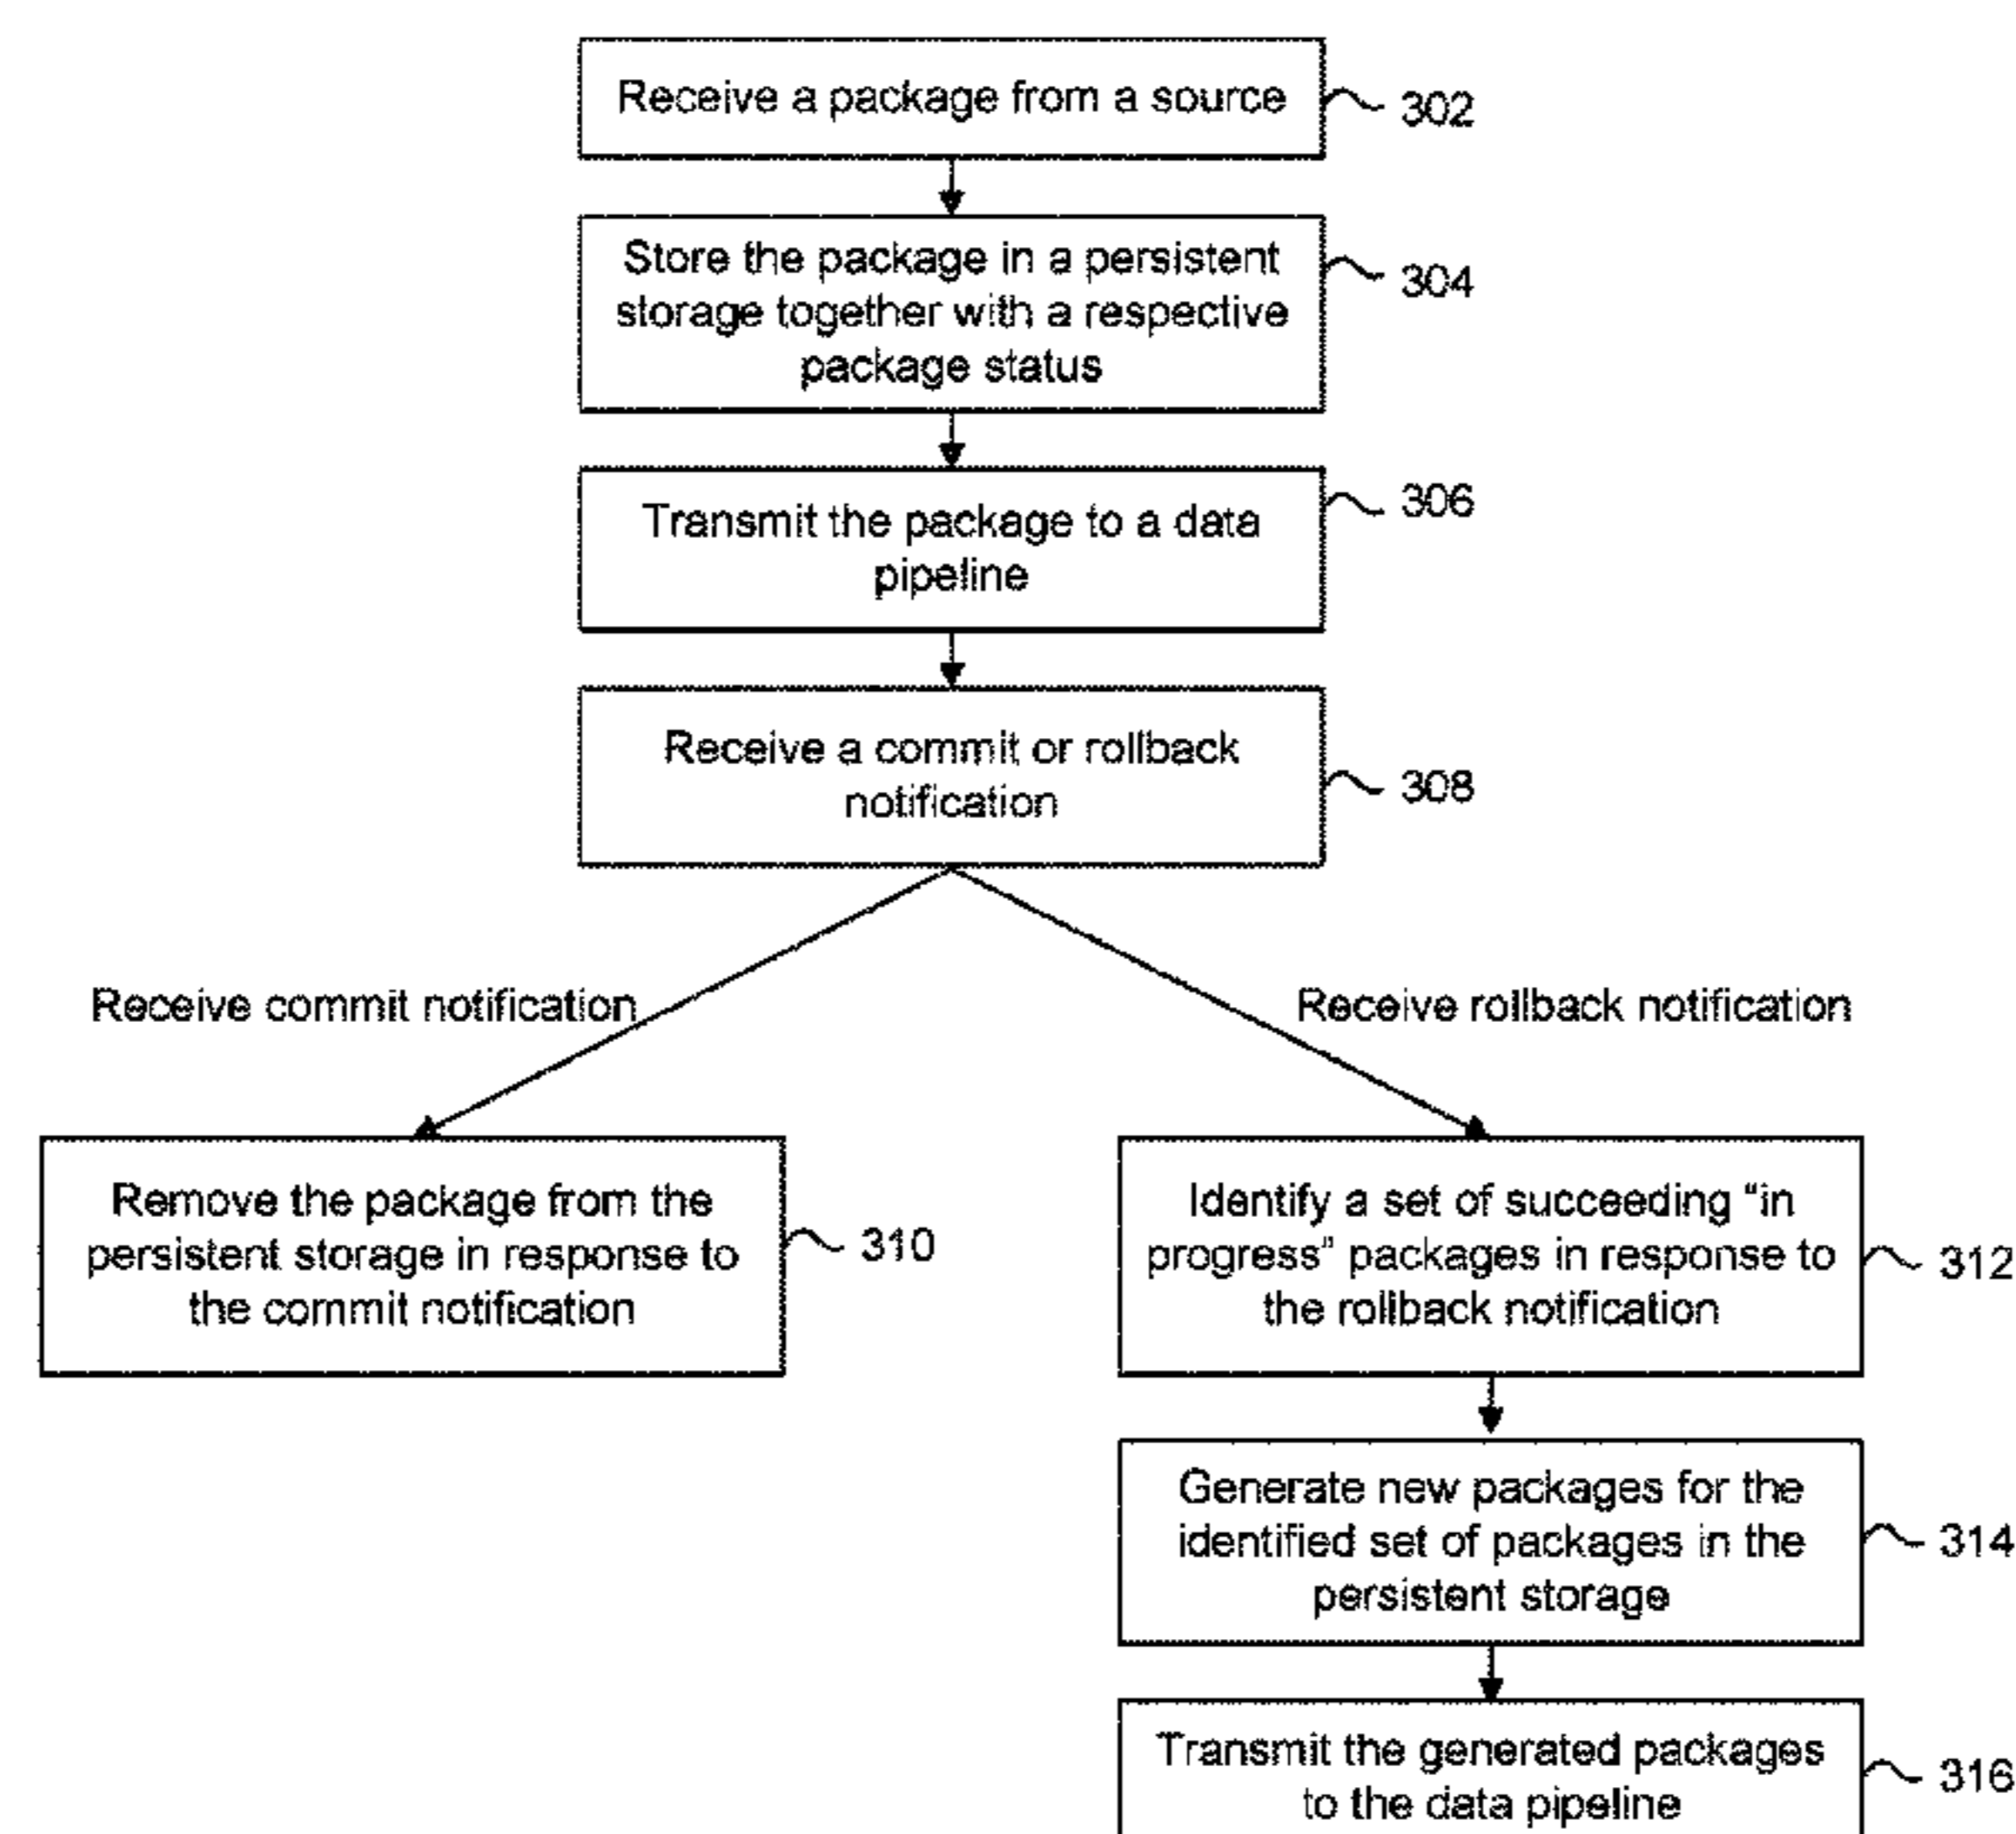 Receive a package from a source
302
Store the package in a persistent
storage together with a respective
package status
304
Transmit the package to a data
pipeline
306
Receive a commit or rollback
notification
308
Receive commit notification
Receive rollback notification
Remove the package from the
persistent storage in response to
the commit notification
310
Identify a set of succeeding “in
progress” packages in response to
the rollback notification
312
Generate new packages for the
identified set of packages in the
persistent storage
314
Transmit the generated packages
to the data pipeline
316